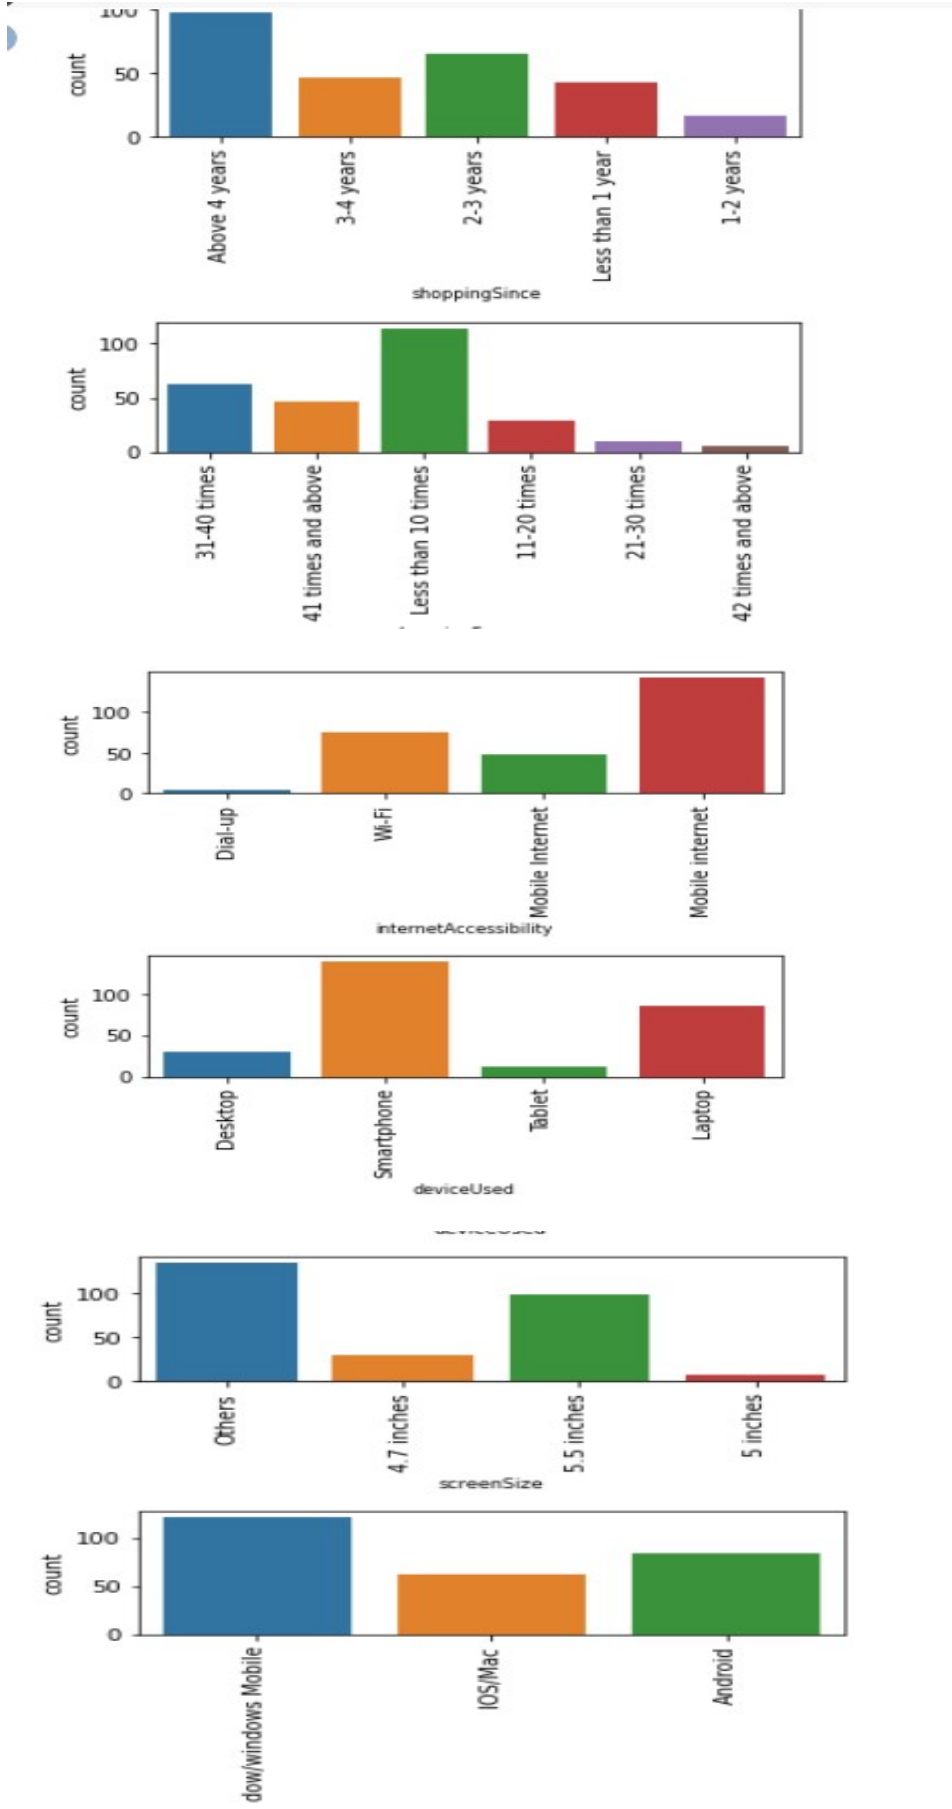 100
50
0
count
Above 4 years
3-4 years
2-3 years
Less than 1 year
1-2 years
shoppingSince
100
50
0
count
31-40 times
41 times and above
Less than 10 times
11-20 times
21-30 times
42 times and above
100
50
0
count
Dial-up
Wi-Fi
Mobile Internet
Mobile internet
internetAccessibility
100
50
0
count
Desktop
Smartphone
Tablet
Laptop
deviceUsed
100
50
0
count
Others
4.7 inches
5.5 inches
5 inches
screenSize
100
50
0
count
dow/windows Mobile
IOS/Mac
Android